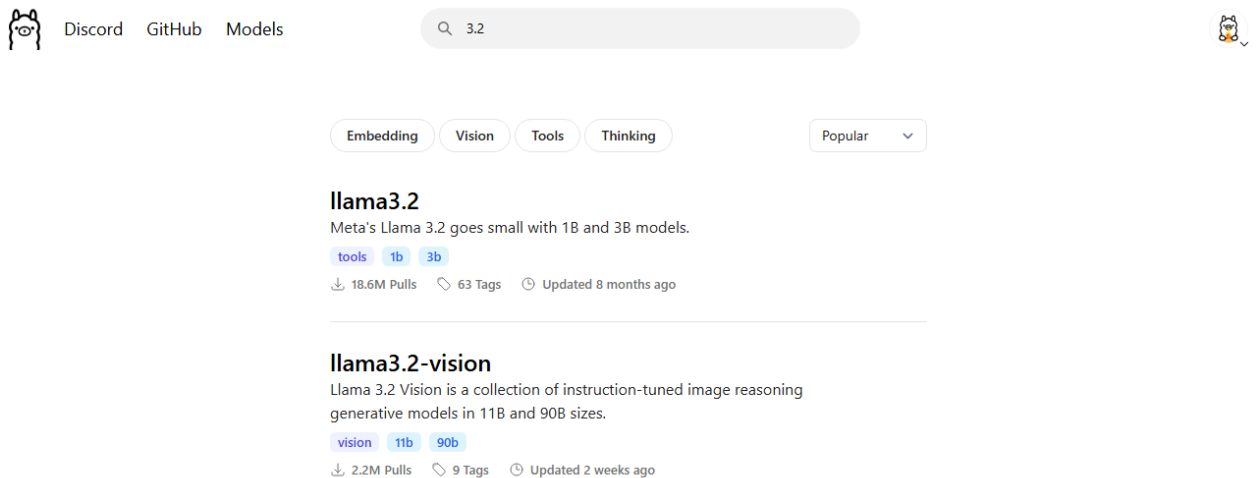 Discord GitHub Models 3.2
Embedding Vision Tools Thinking Popular
llama3.2
Meta's Llama 3.2 goes small with 1B and 3B models.
tools 1b 3b
18.6M Pulls 63 Tags Updated 8 months ago
llama3.2-vision
Llama 3.2 Vision is a collection of instruction-tuned image reasoning
generative models in 11B and 90B sizes.
vision 11b 90b
2.2M Pulls 9 Tags Updated 2 weeks ago